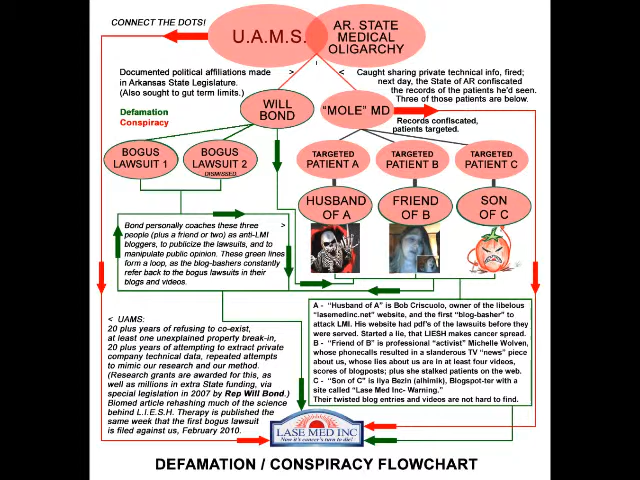 CONNECT THE DOTS!
U.A.M.S.
AR. STATE
MEDICAL
OLIGARCHY
Documented political affiliations made
in Arkansas State Legislature.
(Also sought to gut term limits.)
>
<
Caught sharing private technical info, fired;
next day, the State of AR confiscated
the records of the patients he'd seen.
Three of those patients are below.
Defamation
Conspiracy
WILL
BOND
"MOLE" MD
Records confiscated,
patients targeted.
BOGUS
LAWSUIT 1
BOGUS
LAWSUIT 2
DISMISSED
TARGETED
PATIENT A
TARGETED
PATIENT B
TARGETED
PATIENT C
HUSBAND
OF A
FRIEND
OF B
SON
OF C
Bond personally coaches these three
people (plus a friend or two) as anti-LMI
bloggers, to publicize the lawsuits, and to
manipulate public opinion. These green lines
form a loop, as the blog-bashers constantly
refer back to the bogus lawsuits in their
blogs and videos.
>
< UAMS:
20 plus years of refusing to co-exist,
at least one unexplained property break-in,
20 plus years of attempting to extract private
company technical data, repeated attempts
to mimic our research and our method.
(Research grants are awarded for this, as
well as millions in extra State funding, via
special legislation in 2007 by Rep Will Bond.)
Biomed article rehashing much of the science
behind L.I.E.S.H. Therapy is published the
same week that the first bogus lawsuit
is filed against us, February 2010.
A - "Husband of A" is Bob Criscuolo, owner of the libelous
"lasemedinc.net" website, and the first "blog-basher" to
attack LMI. His website had pdf's of the lawsuits before they
were served. Started a lie, that LIESH makes cancer spread.
B - "Friend of B" is professional "activist" Michelle Wolven,
whose phonecalls resulted in a slanderous TV "news" piece
about us, whose lies about us are in at least four videos,
scores of blogposts; plus she stalked patients on the web.
C - "Son of C" is Ilya Bezin (alhimik), Blogspot-ter with a
site called "Lase Med Inc- Warning."
Their twisted blog entries and videos are not hard to find.
LASE MED INC
Now it's cancer's turn to die!
DEFAMATION / CONSPIRACY FLOWCHART